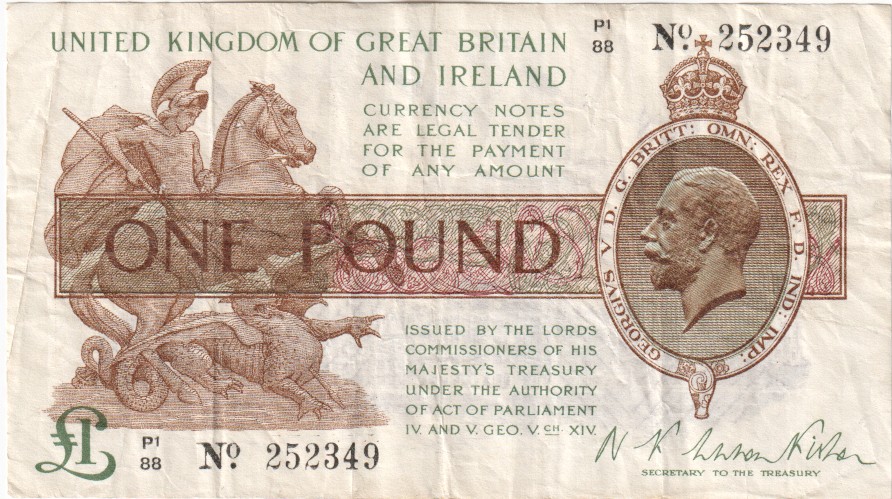 UNITED KINGDOM OF GREAT BRITAIN
AND IRELAND
P1
88
Nº 252349
CURRENCY NOTES
ARE LEGAL TENDER
FOR THE PAYMENT
OF ANY AMOUNT
GEORGIVS V D. G. BRITT: OMN: REX F. D. IND: IMP:
ONE POUND
ISSUED BY THE LORDS
COMMISSIONERS OF HIS
MAJESTY'S TREASURY
UNDER THE AUTHORITY
OF ACT OF PARLIAMENT
IV. AND V. GEO. V. CH. XIV.
£1
P1
88
Nº 252349
SECRETARY TO THE TREASURY